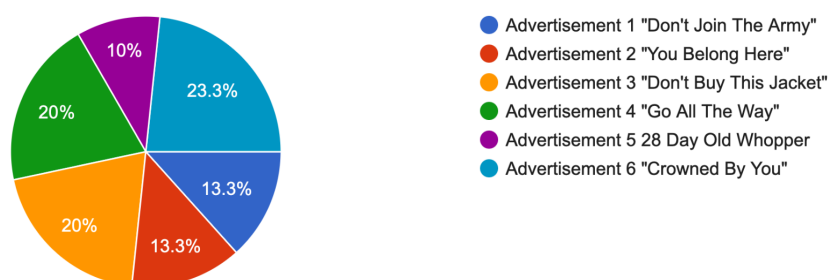 10%
23.3%
20%
13.3%
20%
13.3%
Advertisement 1 "Don't Join The Army"
Advertisement 2 "You Belong Here"
Advertisement 3 "Don't Buy This Jacket"
Advertisement 4 "Go All The Way"
Advertisement 5 28 Day Old Whopper
Advertisement 6 "Crowned By You"